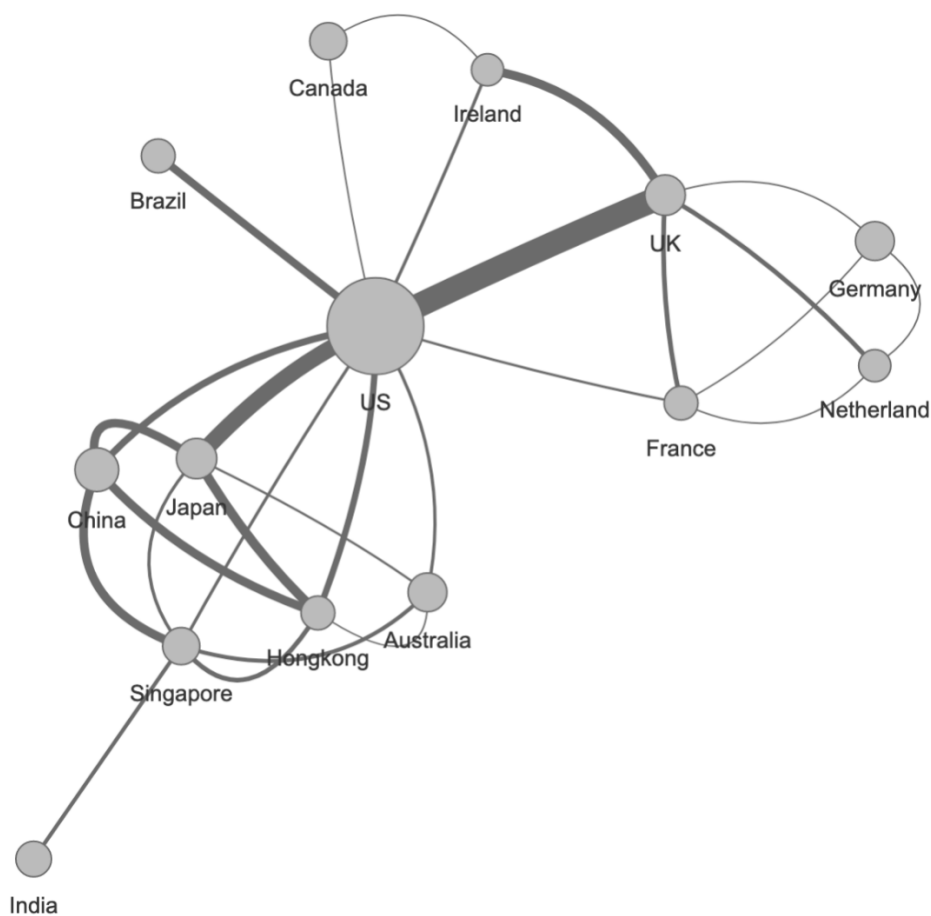 Canada
Ireland
Brazil
UK
Germany
US
Netherland
France
Japan
China
Australia
Hongkong
Singapore
India